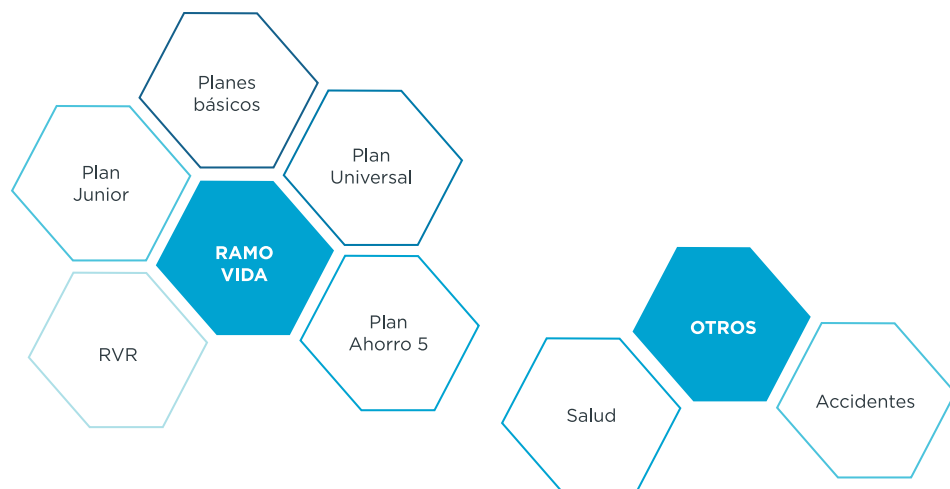 Planes
básicos
Plan
Universal
Plan
Junior
RAMO
VIDA
Plan
Ahorro 5
RVR
OTROS
Salud
Accidentes